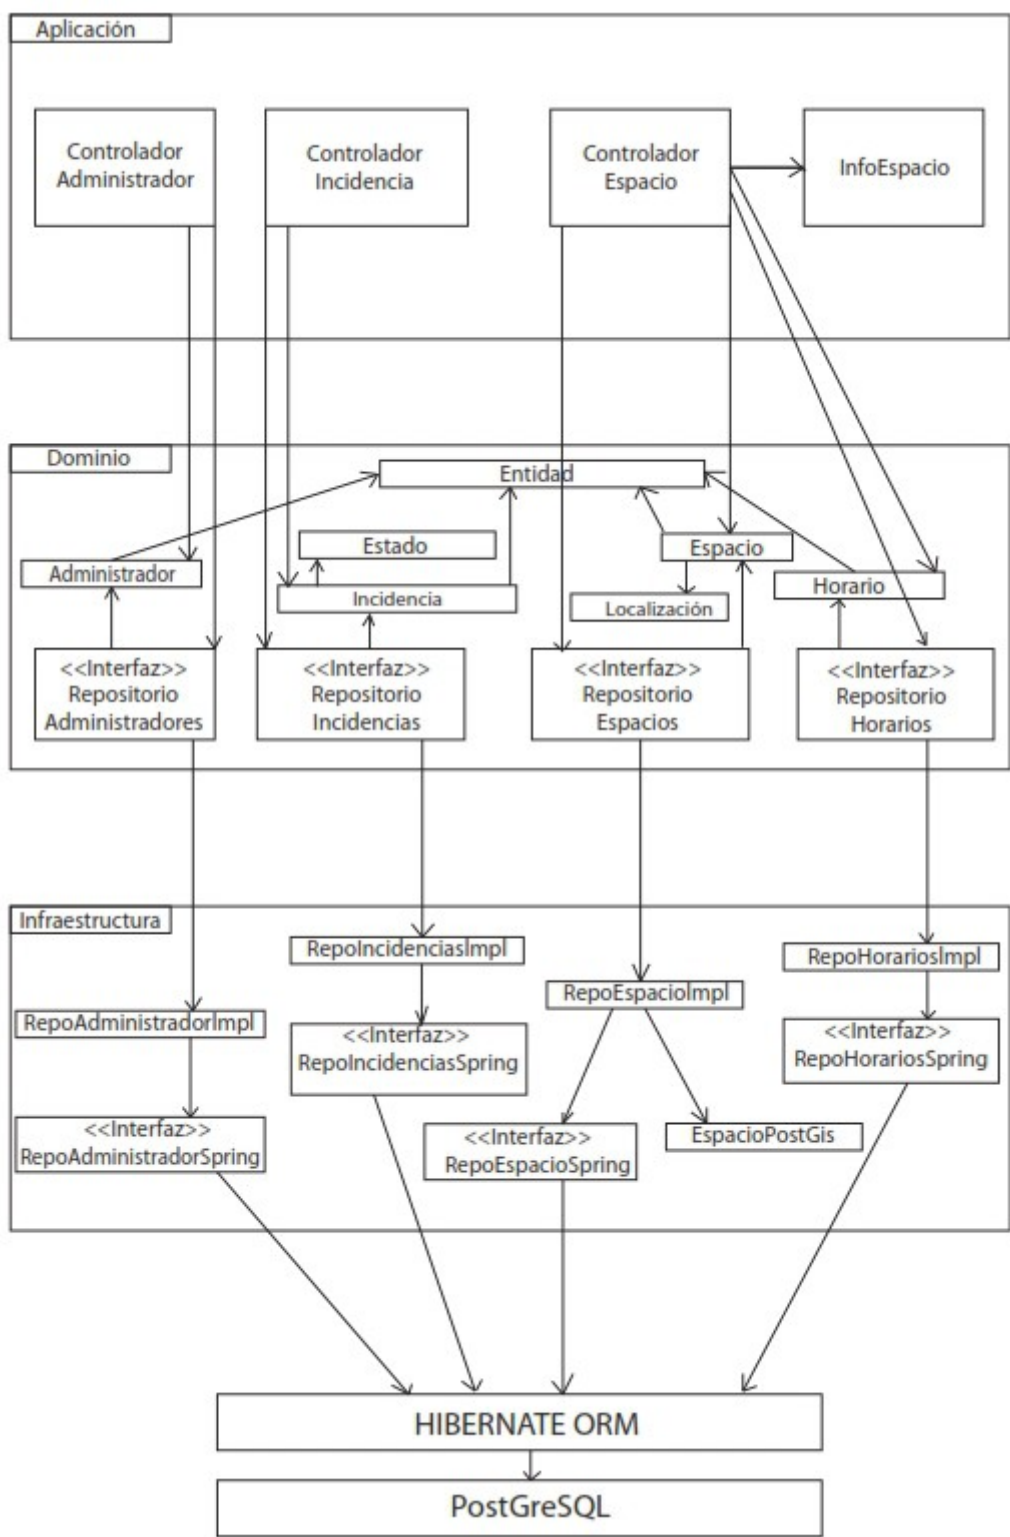 Aplicación
Controlador
Administrador
Controlador
Incidencia
Controlador
Espacio
InfoEspacio
Dominio
Entidad
Estado
Espacio
Administrador
Incidencia
Localización
Horario
<<Interfaz>>
Repositorio
Administradores
<<Interfaz>>
Repositorio
Incidencias
<<Interfaz>>
Repositorio
Espacios
<<Interfaz>>
Repositorio
Horarios
Infraestructura
RepoIncidenciasImpl
RepoHorariosImpl
RepoEspacioImpl
RepoAdministradorImpl
<<Interfaz>>
RepoIncidenciasSpring
<<Interfaz>>
RepoHorariosSpring
<<Interfaz>>
RepoAdministradorSpring
<<Interfaz>>
RepoEspacioSpring
EspacioPostGis
HIBERNATE ORM
PostGreSQL